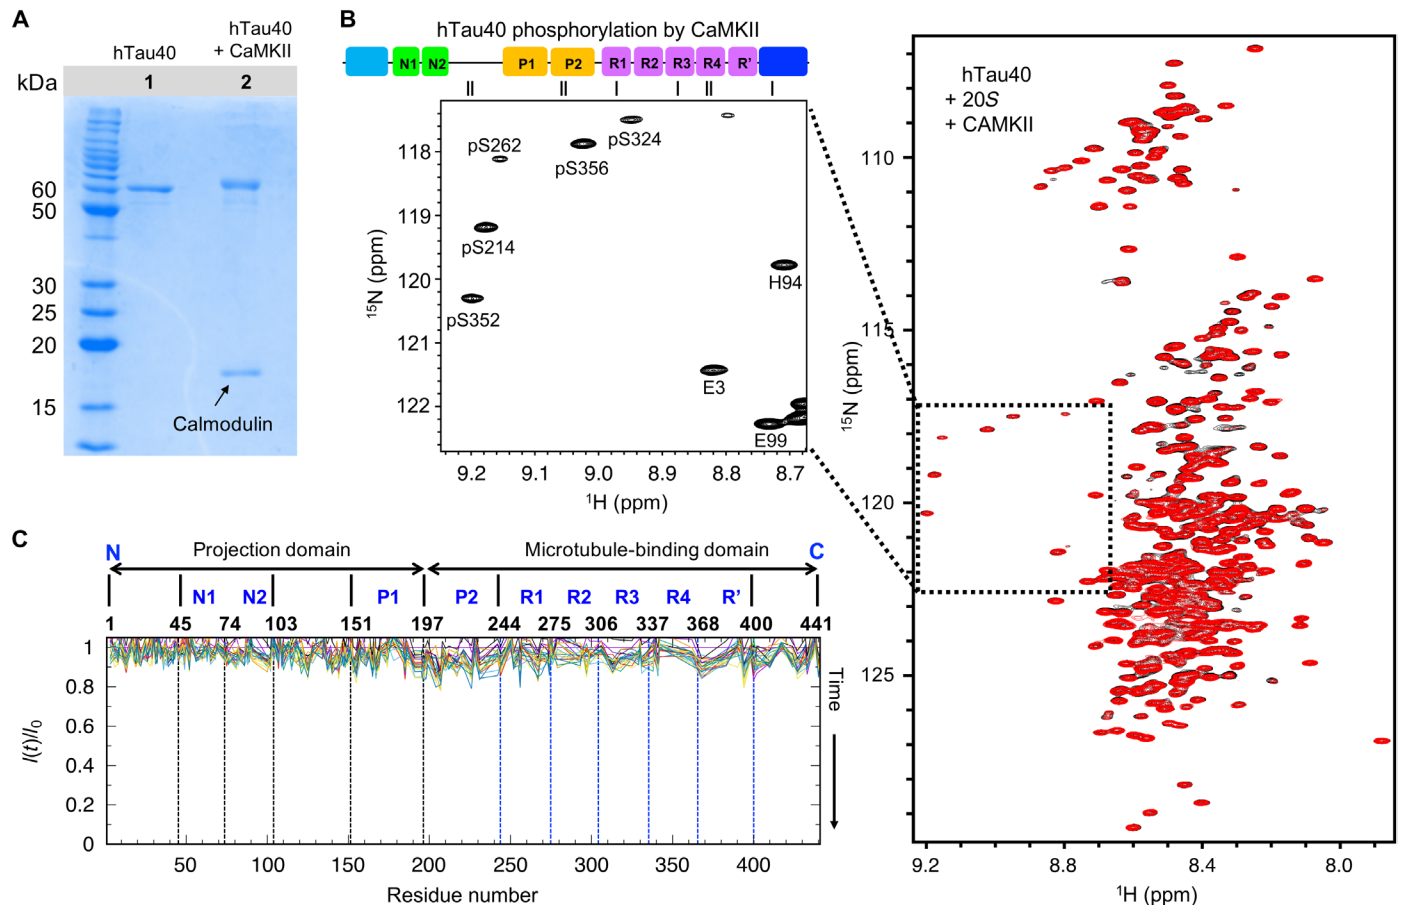 A
hTau40
hTau40
+ CaMKII
kDa
1
2
60
50
30
25
20
15
Calmodulin
B
hTau40 phosphorylation by CaMKII
N1
N2
P1
P2
R1
R2
R3
R4
R'
118
119
120
121
122
15N (ppm)
pS262
pS356
pS324
pS214
pS352
H94
E3
E99
9.2
9.1
9.0
8.9
8.8
8.7
1H (ppm)
hTau40
+ 20S
+ CAMKII
110
115
120
125
15N (ppm)
9.2
8.8
8.4
8.0
1H (ppm)
C
N
Projection domain
Microtubule-binding domain
C
N1
N2
P1
P2
R1
R2
R3
R4
R'
1
45
74
103
151
197
244
275
306
337
368
400
441
1
0.8
0.6
0.4
0.2
0
I(t)/I0
Time
50
100
150
200
250
300
350
400
Residue number